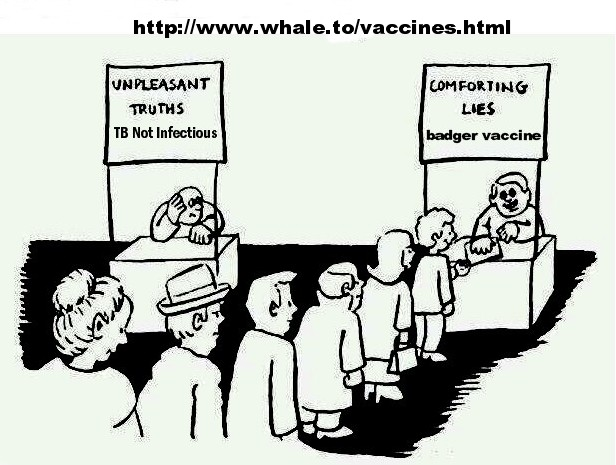 http://www.whale.to/vaccines.html
UNPLEASANT
TRUTHS
TB Not Infectious
COMFORTING
LIES
badger vaccine